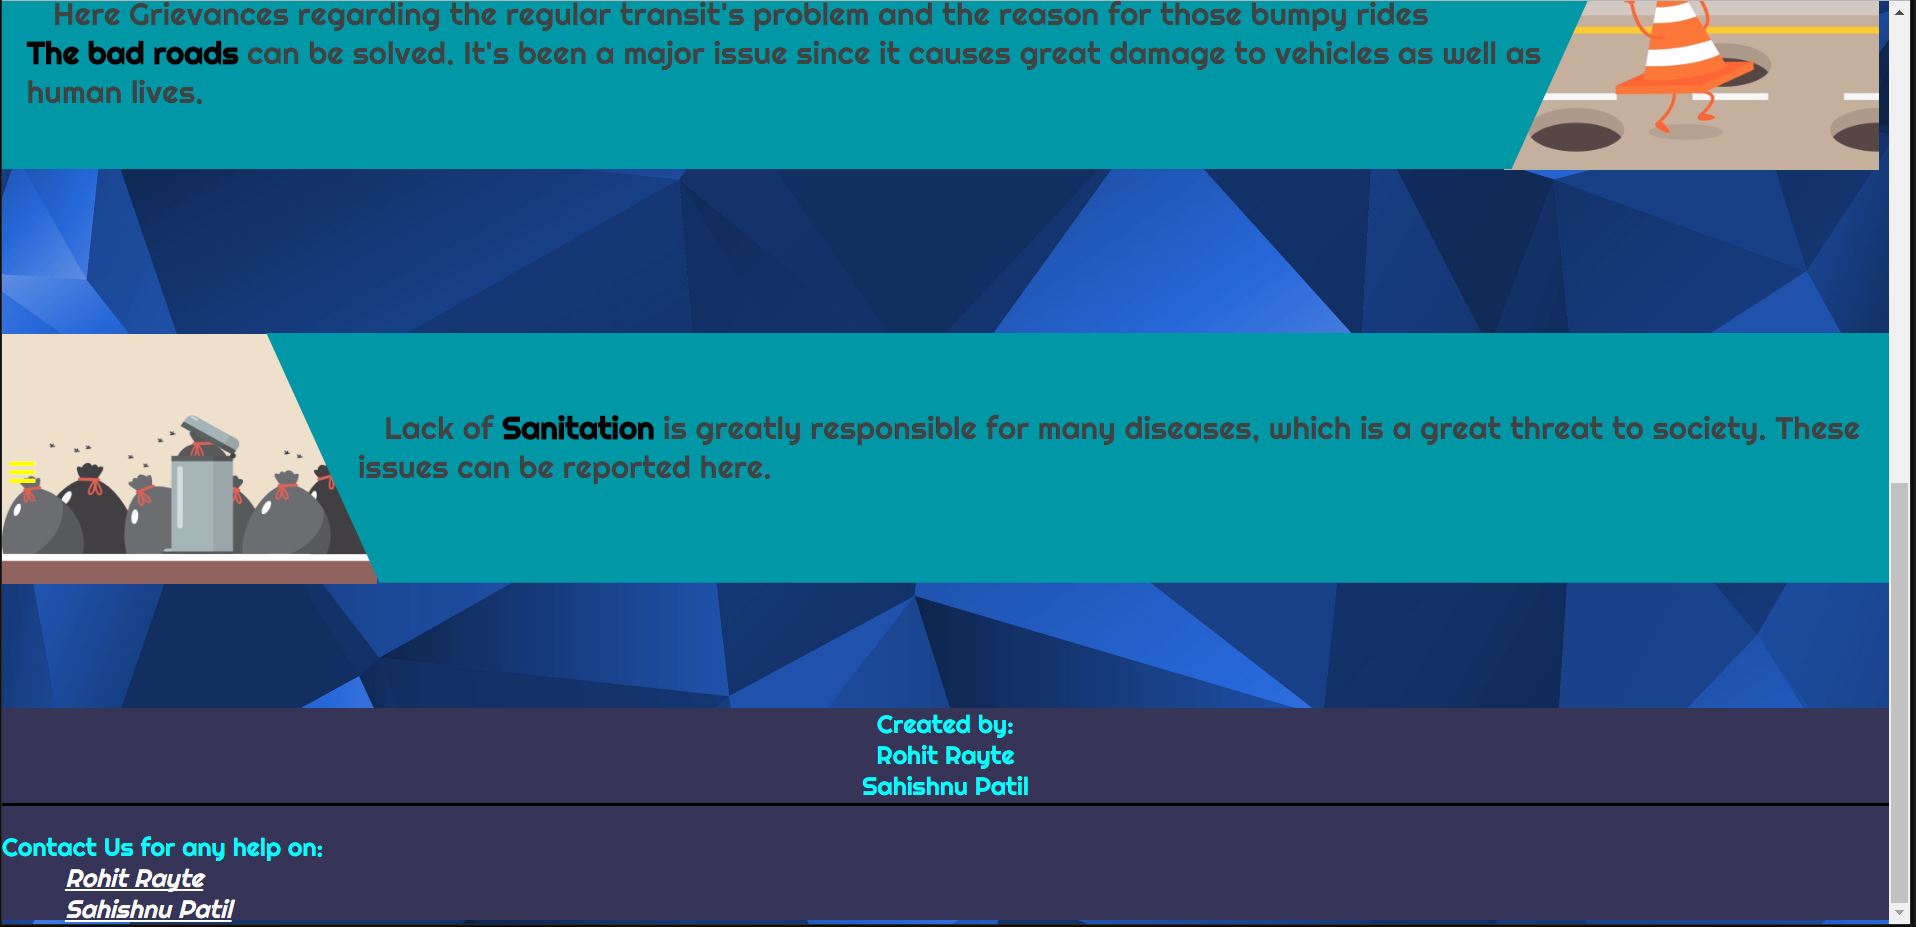 Here Grievances regarding the regular transit's problem and the reason for those bumpy rides
The bad roads can be solved. It's been a major issue since it causes great damage to vehicles as well as
human lives.
Lack of Sanitation is greatly responsible for many diseases, which is a great threat to society. These
issues can be reported here.
Created by:
Rohit Rayte
Sahishnu Patil
Contact Us for any help on:
Rohit Rayte
Sahishnu Patil